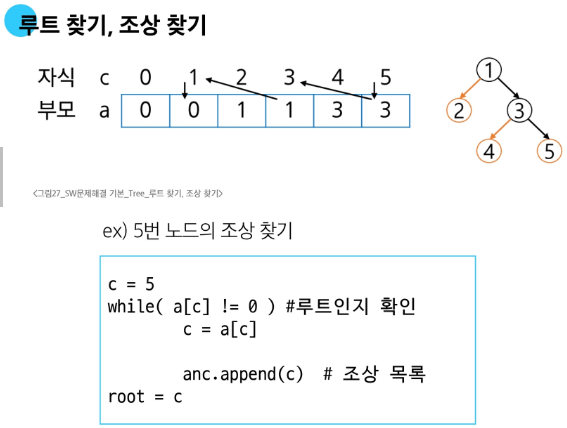 루트 찾기, 조상 찾기
자식 c 0 1 2 3 4 5
부모 a 0 0 1 1 3 3
1
2 3
4 5
<그림27_SW문제해결 기본_Tree_루트 찾기, 조상 찾기>
ex) 5번 노드의 조상 찾기
c = 5
while( a[c] != 0 ) #루트인지 확인
c = a[c]
anc.append(c) # 조상 목록
root = c